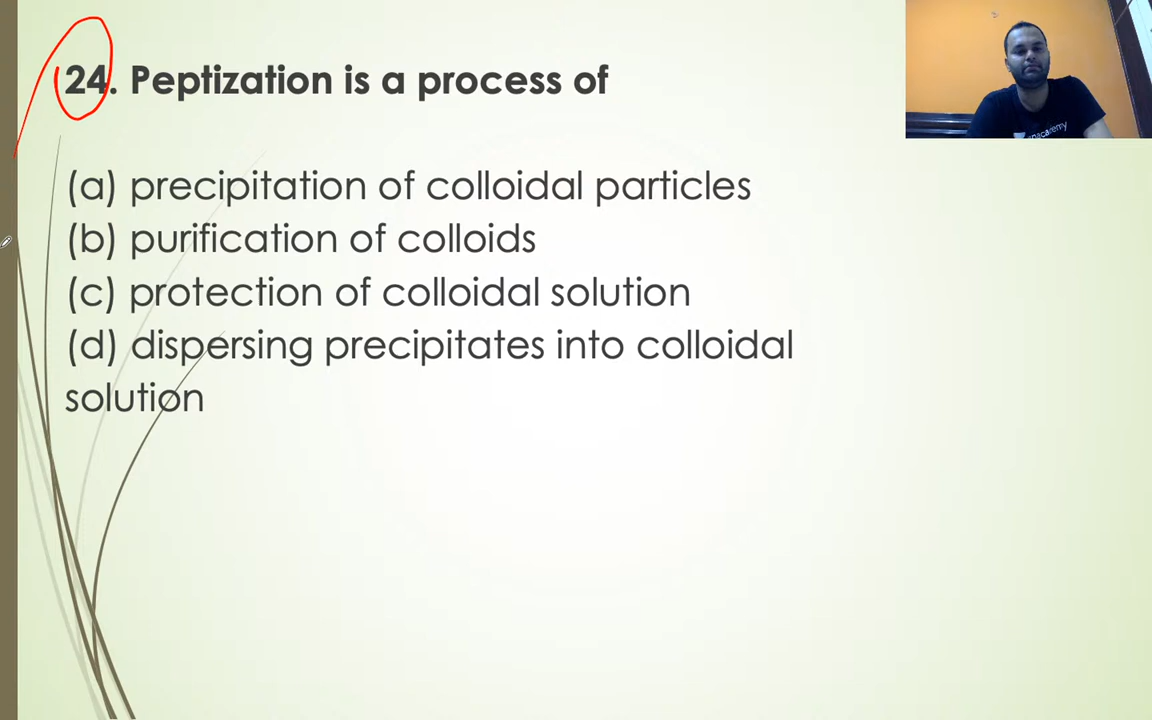 24. Peptization is a process of
(a) precipitation of colloidal particles
(b) purification of colloids
(c) protection of colloidal solution
(d) dispersing precipitates into colloidal
solution